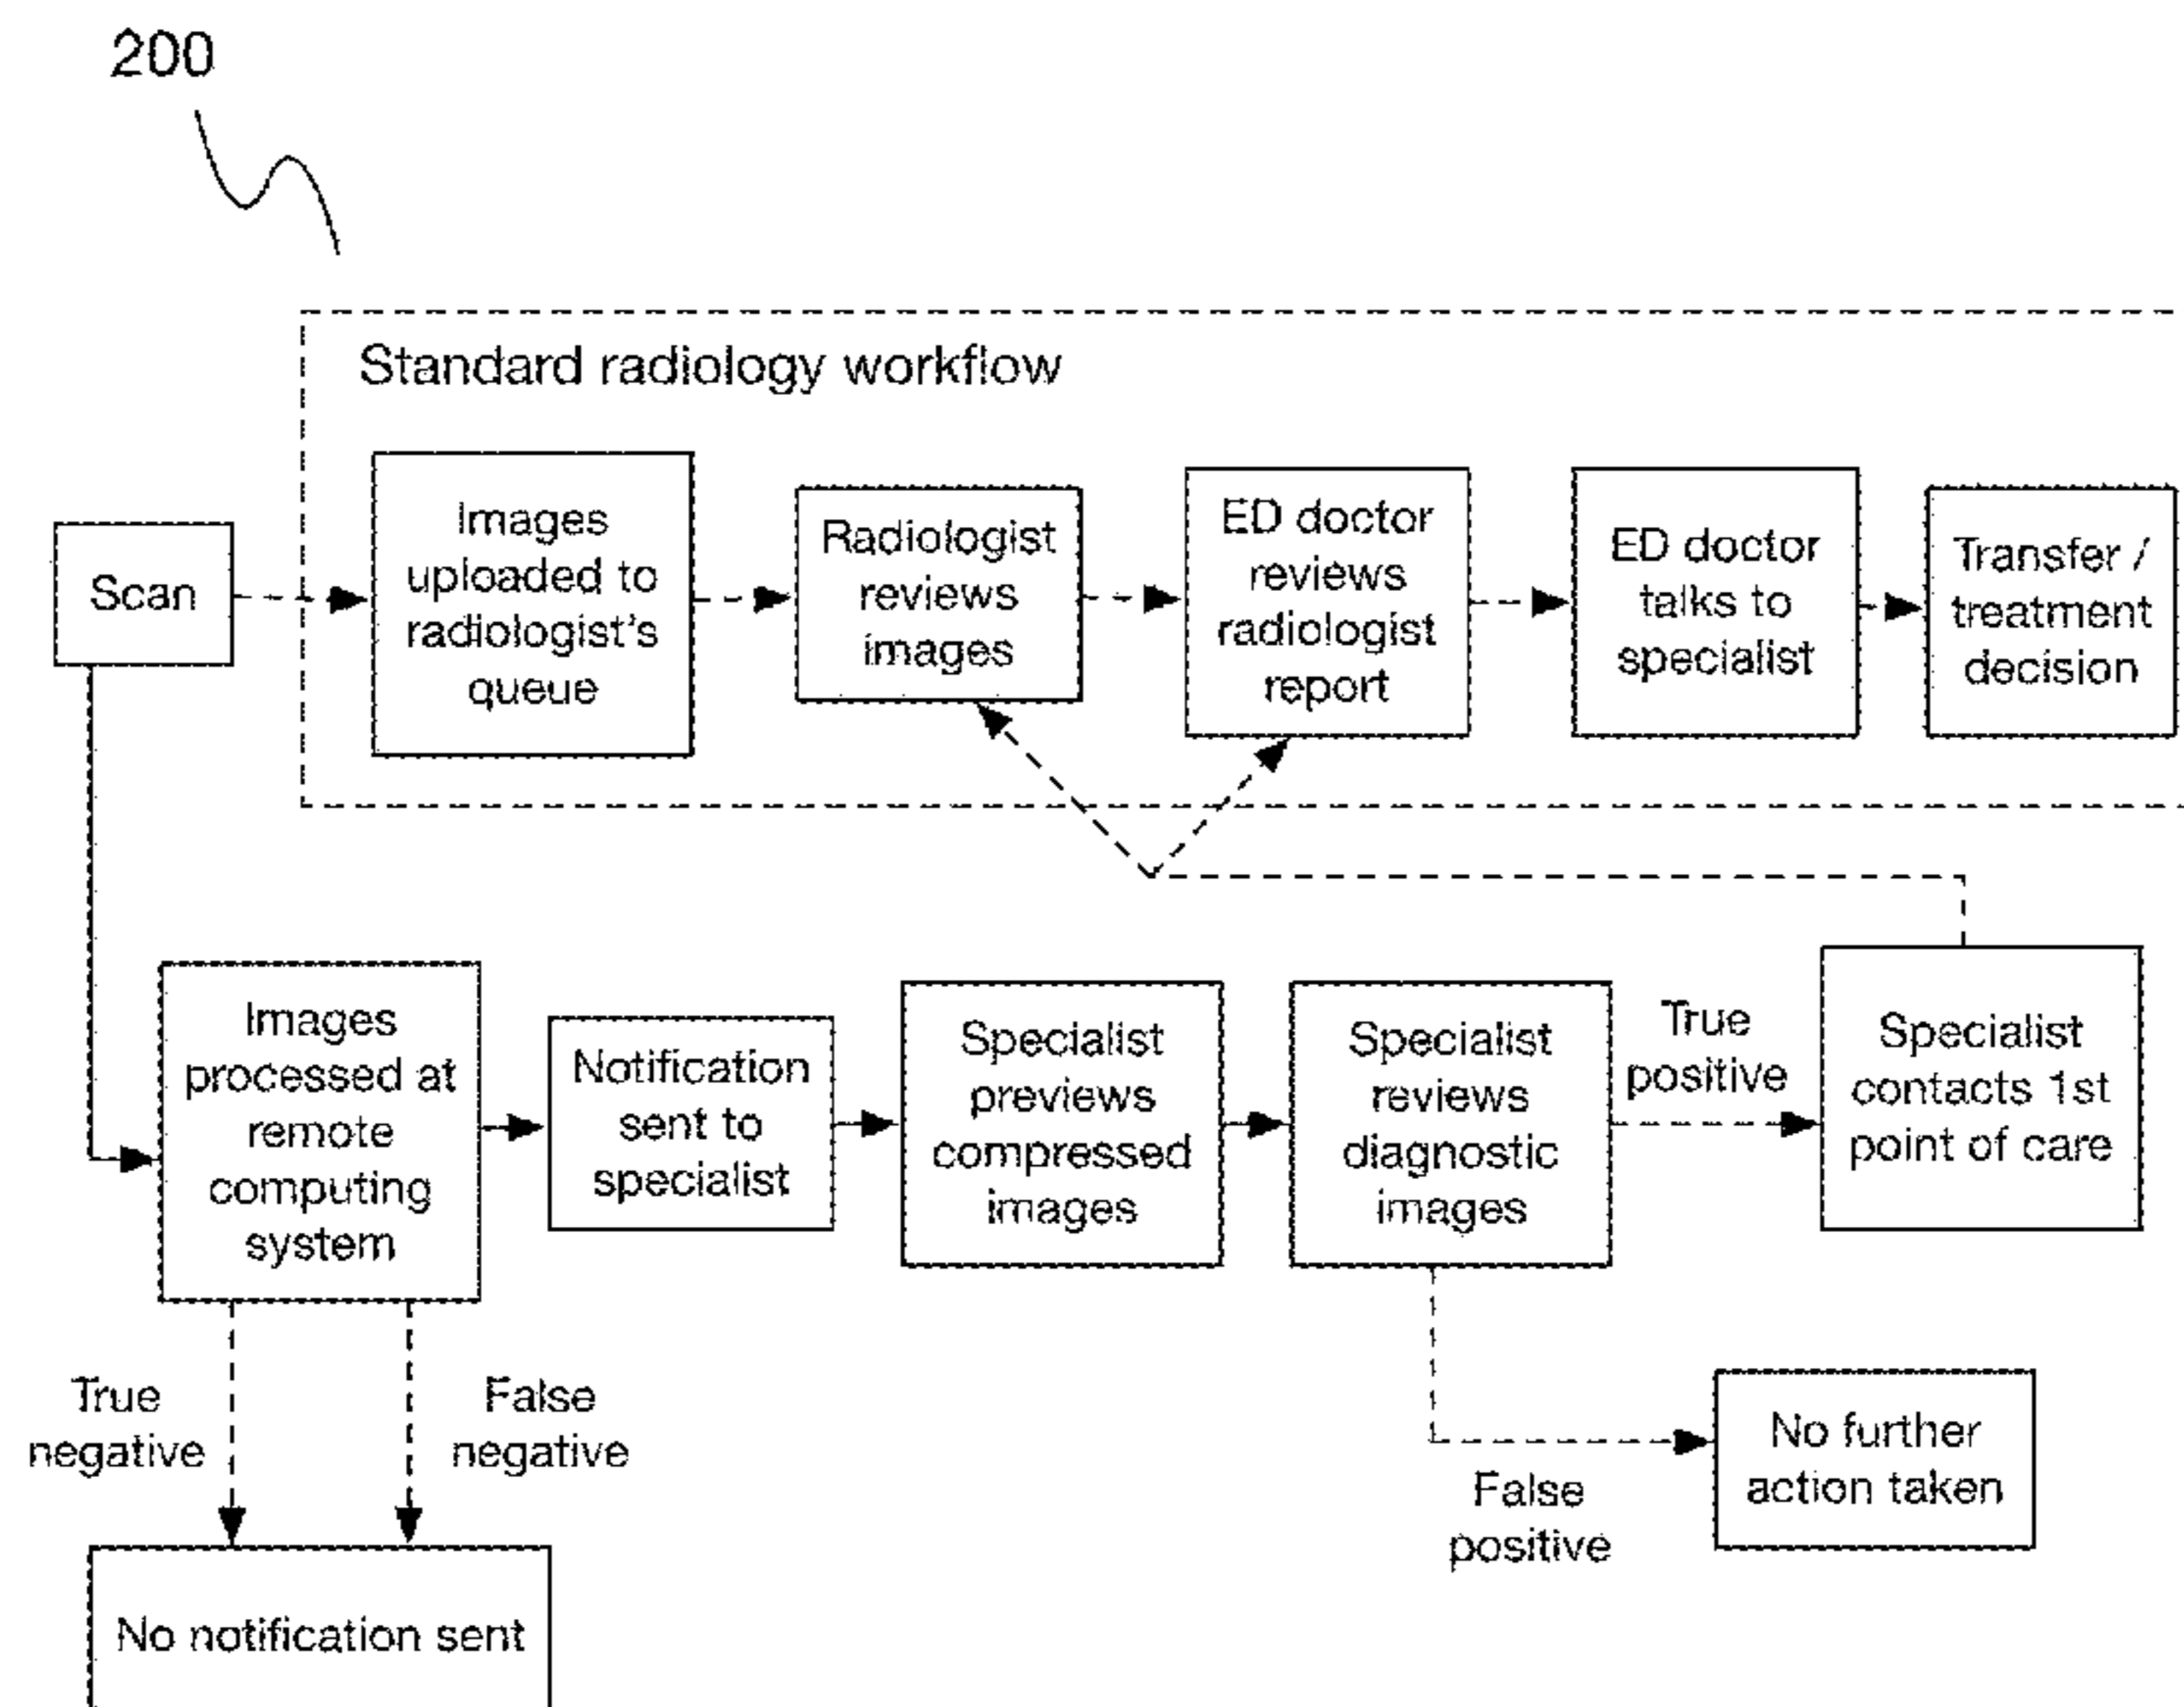 200
Standard radiology workflow
Scan
Images
uploaded to
radiologist's
queue
Radiologist
reviews
images
ED doctor
reviews
radiologist
report
ED doctor
talks to
specialist
Transfer /
treatment
decision
Images
processed at
remote
computing
system
Notification
sent to
specialist
Specialist
previews
compressed
images
Specialist
reviews
diagnostic
images
True
positive
Specialist
contacts 1st
point of care
True
negative
False
negative
False
positive
No further
action taken
No notification sent